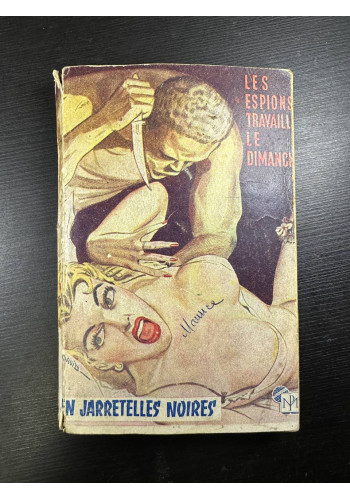 LES
ESPIONS
TRAVAILL
LE
DIMANCH
Maurice
N JARRETELLES NOIRES